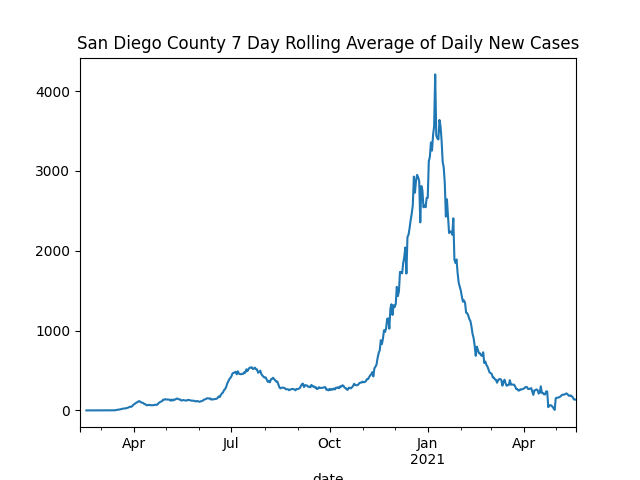 San Diego County 7 Day Rolling Average of Daily New Cases
4000
3000
2000
1000
0
Apr
Jul
Oct
Jan
2021
Apr
date